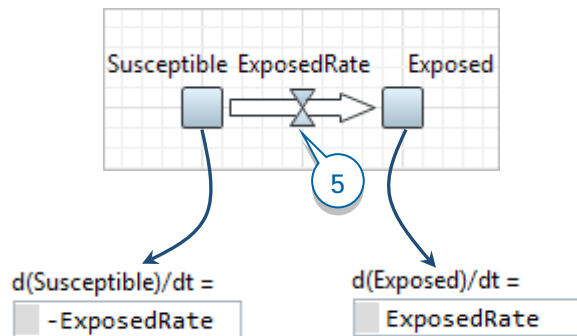 Susceptible ExposedRate Exposed
5
d(Susceptible)/dt =
-ExposedRate
d(Exposed)/dt =
ExposedRate